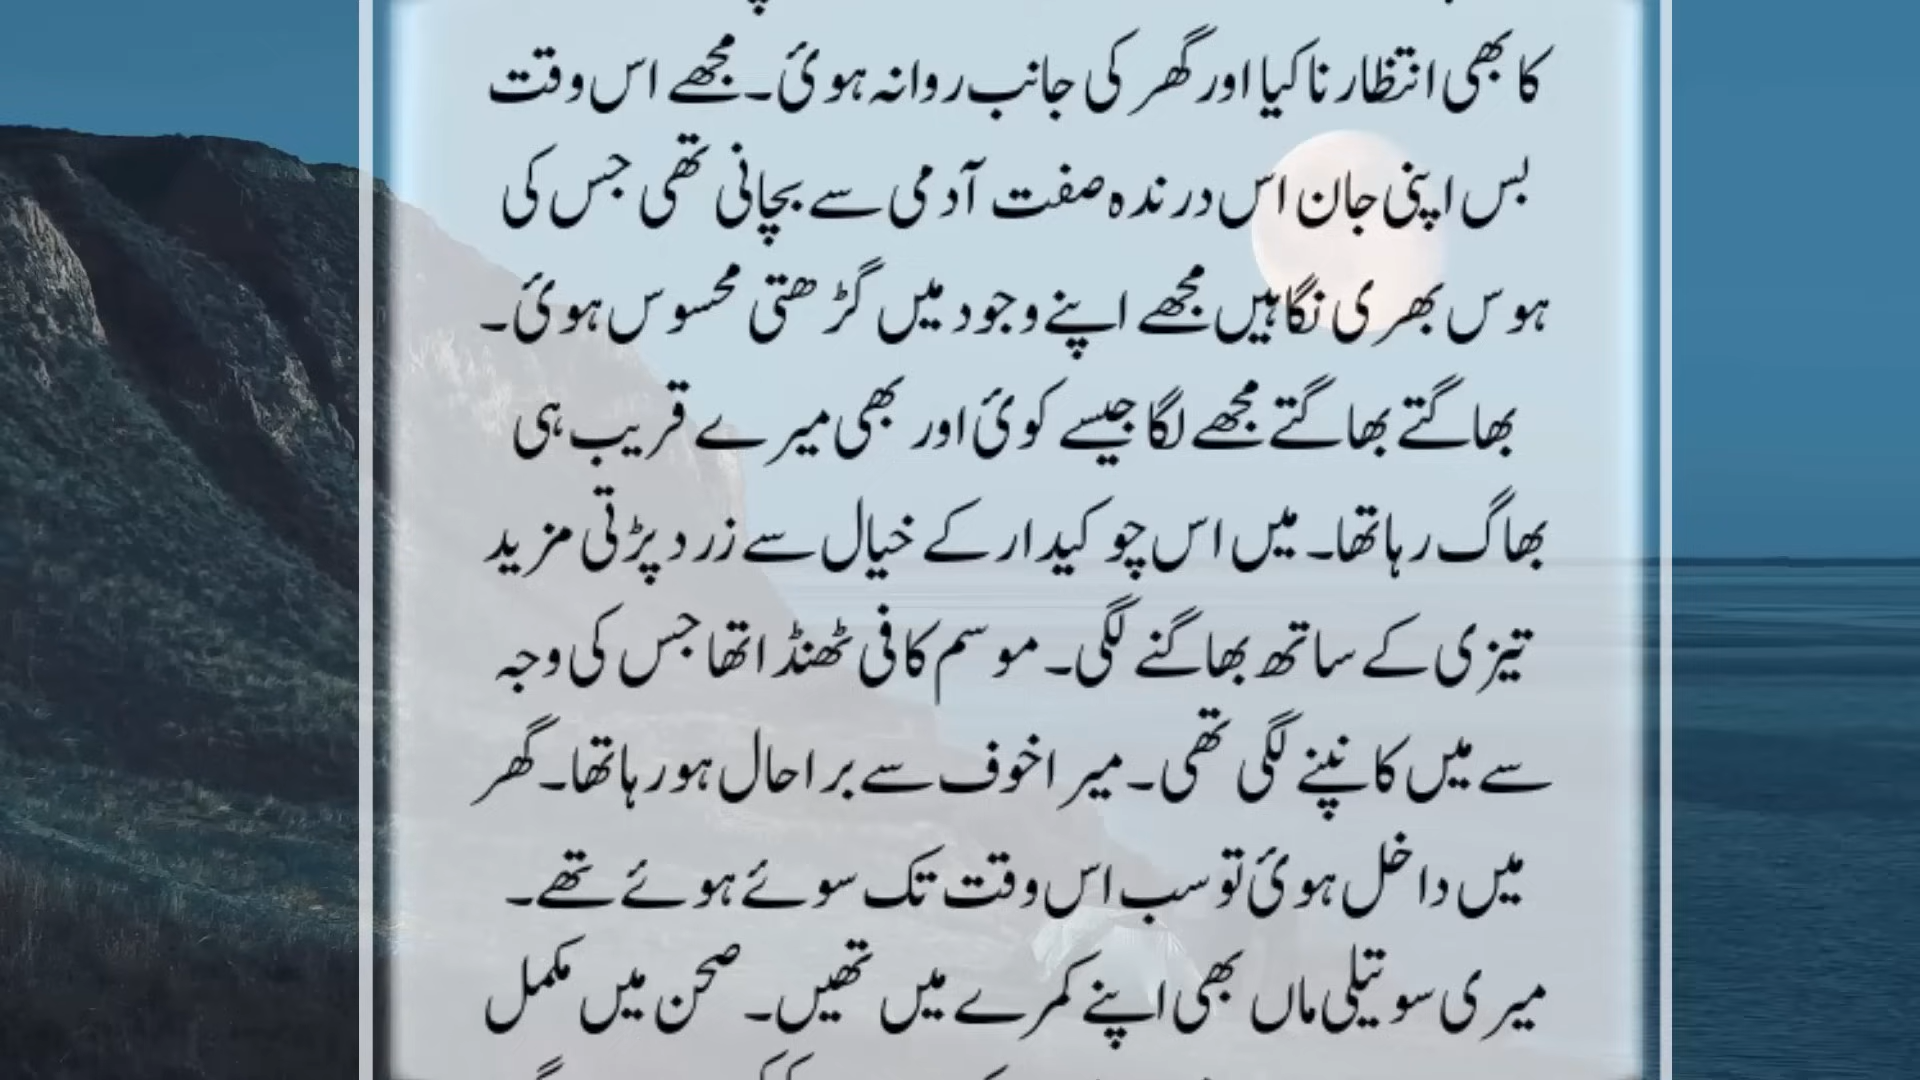 کا بھی انتظار نا کیا اور گھر کی جانب روانہ ہوئ۔ مجھے اس وقت
بس اپنی جان اس درندہ صفت آدمی سے بچانی تھی جس کی
ہوس بھری نگاہیں مجھے اپنے وجود میں گڑھتی محسوس ہوئ۔
بھاگتے بھاگتے مجھے لگا جیسے کوئ اور بھی میرے قریب ہی
بھاگ رہا تھا۔ میں اس چوکیدار کے خیال سے زرد پڑتی مزید
تیزی کے ساتھ بھاگنے لگی۔ موسم کافی ٹھنڈا تھا جس کی وجہ
سے میں کانپنے لگی تھی۔ میرا خوف سے برا حال ہو رہا تھا۔ گھر
میں داخل ہوئ تو سب اس وقت تک سوئے ہوئے تھے۔
میری سوتیلی ماں بھی اپنے کمرے میں تھیں۔ صحن میں مکمل